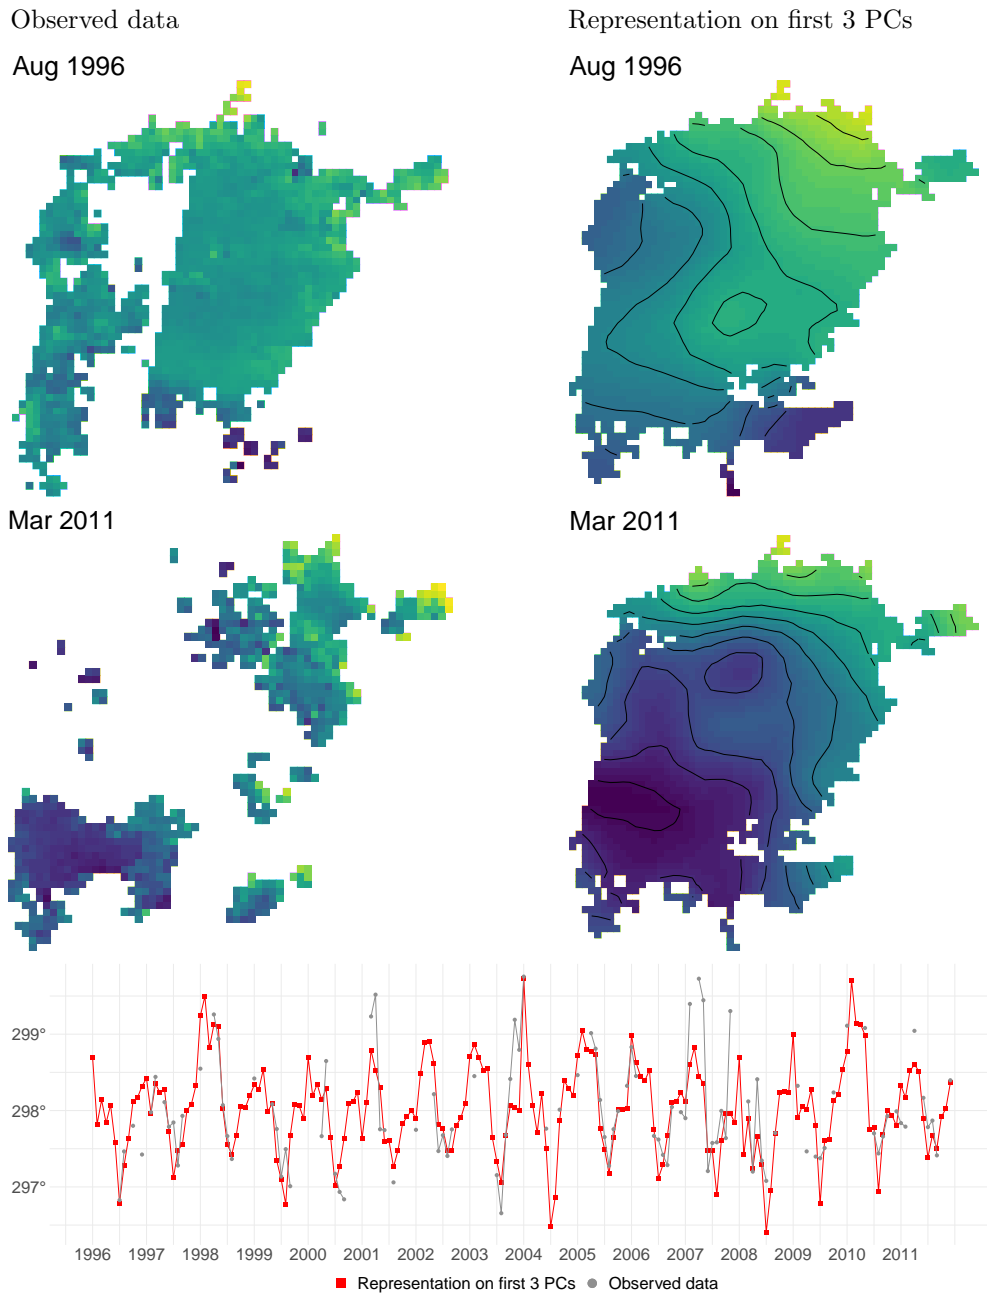 Observed data
Representation on first 3 PCs
Aug 1996
Aug 1996
Mar 2011
Mar 2011
299°
298°
297°
1996 1997 1998 1999 2000 2001 2002 2003 2004 2005 2006 2007 2008 2009 2010 2011
Representation on first 3 PCs Observed data